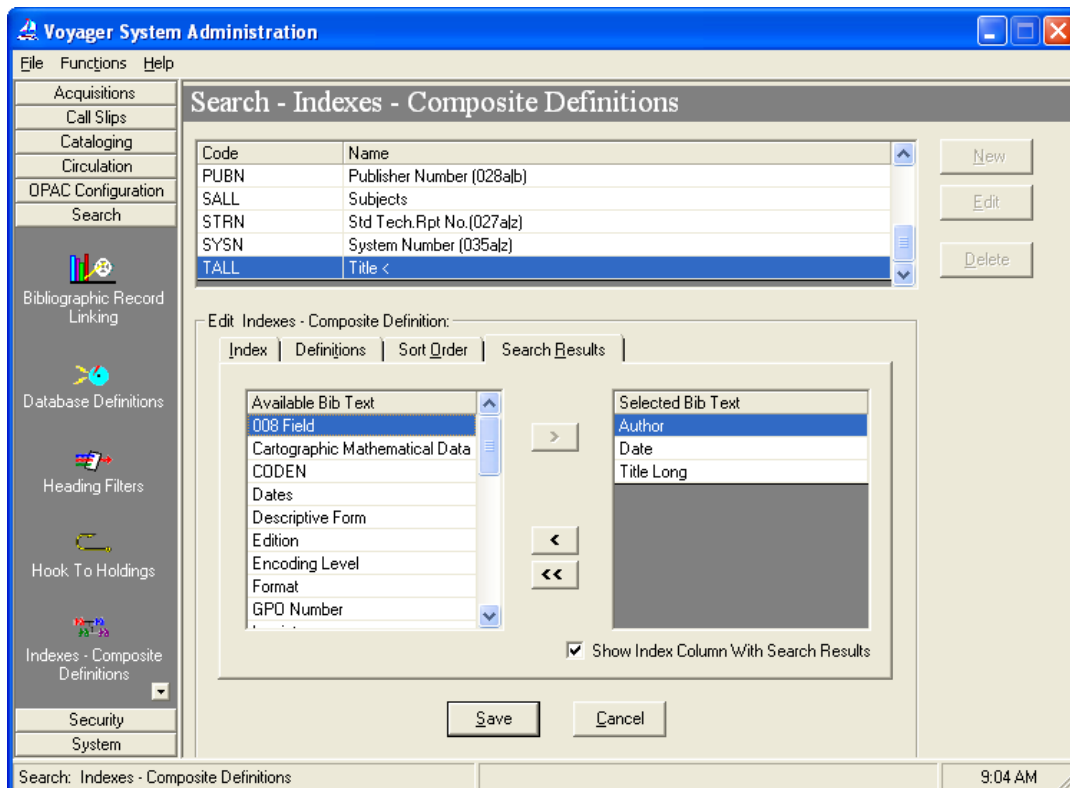 Voyager System Administration
File Functions Help
Acquisitions
Call Slips
Cataloging
Circulation
OPAC Configuration
Search
Bibliographic Record
Linking
Database Definitions
Heading Filters
Hook To Holdings
Indexes - Composite
Definitions
Security
System
Search - Indexes - Composite Definitions
Code Name
PUBN Publisher Number (028a|b)
SALL Subjects
STRN Std Tech.Rpt No.(027a|z)
SYSN System Number (035a|z)
TALL Title <
New
Edit
Delete
Edit Indexes - Composite Definition:
Index Definitions Sort Order Search Results
Available Bib Text
008 Field
Cartographic Mathematical Data
CODEN
Dates
Descriptive Form
Edition
Encoding Level
Format
GPO Number
>
<
<<
Selected Bib Text
Author
Date
Title Long
Show Index Column With Search Results
Save Cancel
Search: Indexes - Composite Definitions 9:04 AM